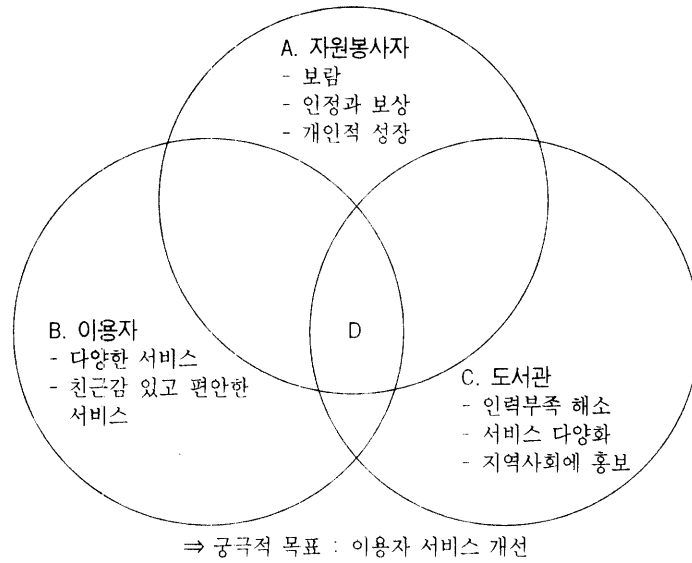 A. 자원봉사자
- 보람
- 인정과 보상
- 개인적 성장
B. 이용자
- 다양한 서비스
- 친근감 있고 편안한
서비스
D
C. 도서관
- 인력부족 해소
- 서비스 다양화
- 지역사회에 홍보
⇒ 궁극적 목표 : 이용자 서비스 개선